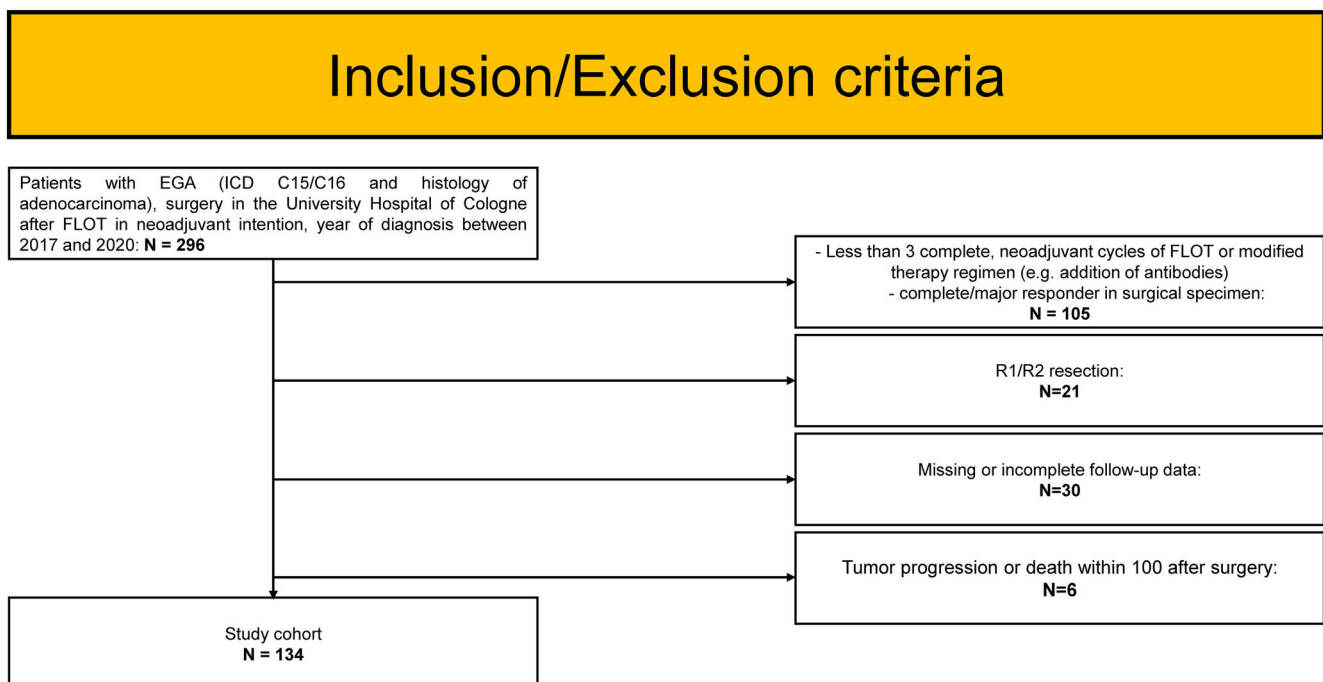 Inclusion/Exclusion criteria
Patients with EGA (ICD C15/C16 and histology of
adenocarcinoma), surgery in the University Hospital of Cologne
after FLOT in neoadjuvant intention, year of diagnosis between
2017 and 2020: N = 296
- Less than 3 complete, neoadjuvant cycles of FLOT or modified
therapy regimen (e.g. addition of antibodies)
- complete/major responder in surgical specimen:
N = 105
R1/R2 resection:
N=21
Missing or incomplete follow-up data:
N=30
Tumor progression or death within 100 after surgery:
N=6
Study cohort
N = 134